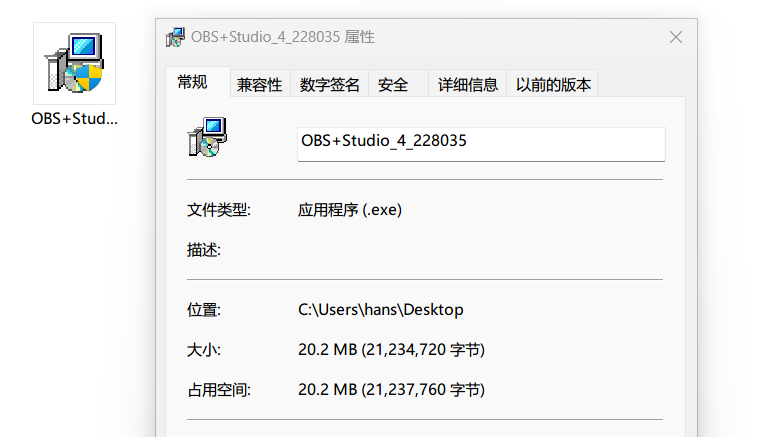 OBS+Stud...
OBS+Studio_4_228035 属性
常规 兼容性 数字签名 安全 详细信息 以前的版本
OBS+Studio_4_228035
文件类型: 应用程序 (.exe)
描述:
位置: C:\Users\hans\Desktop
大小: 20.2 MB (21,234,720 字节)
占用空间: 20.2 MB (21,237,760 字节)